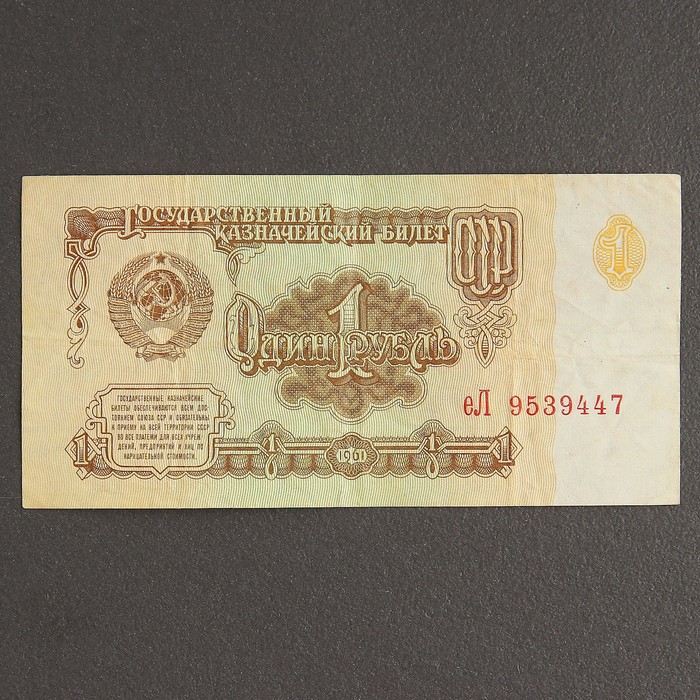 Государственный
казначейский билет
СССР
1
Один 1 рубль
еЛ 9539447
Государственные казначейские
билеты обеспечиваются всем дос-
тоянием Союза ССР и обязательны
к приему на всей территории СССР
во все платежи для всех учреж-
дений, предприятий и лиц по
нарицательной стоимости.
1 1 1961 1 1